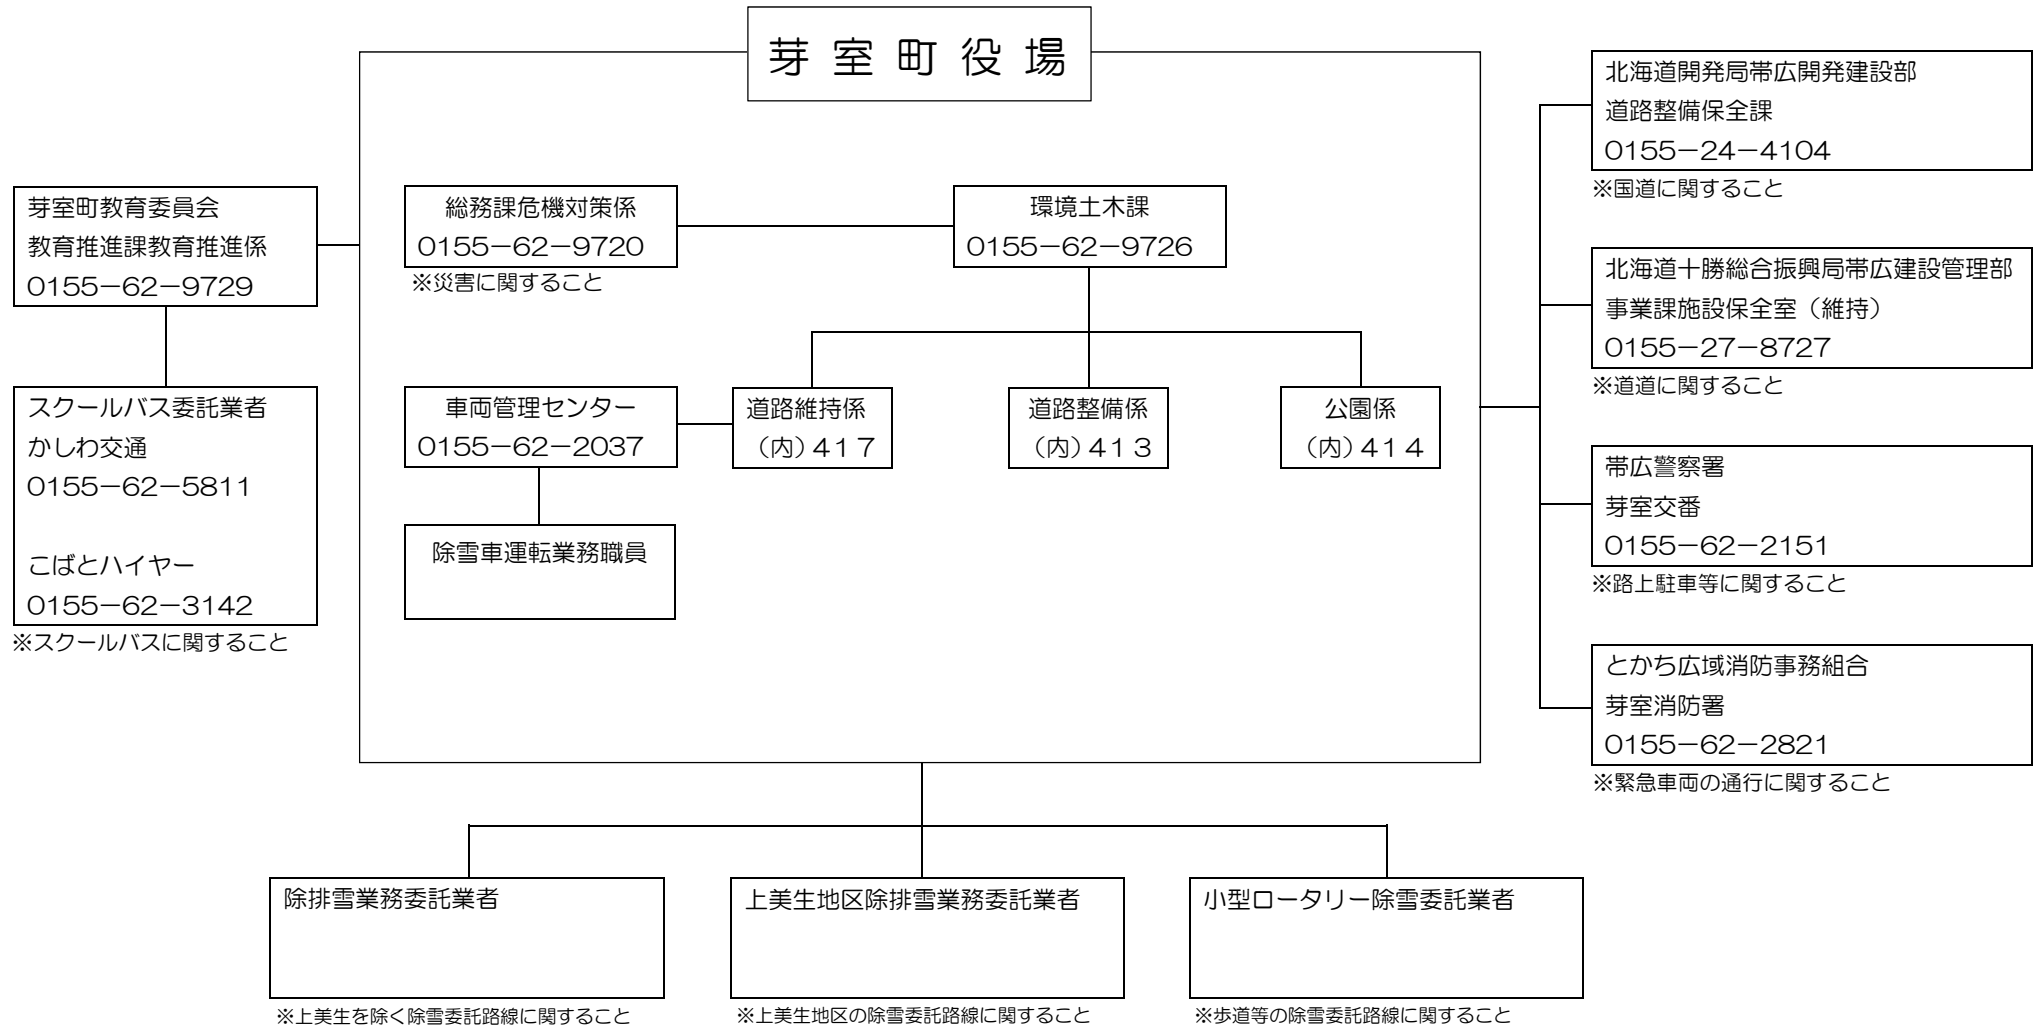 芽室町役場
芽室町教育委員会
教育推進課教育推進係
0155−62−9729
スクールバス委託業者
かしわ交通
0155−62−5811
こばとハイヤー
0155−62−3142
※スクールバスに関すること
総務課危機対策係
0155−62−9720
※災害に関すること
環境土木課
0155−62−9726
車両管理センター
0155−62−2037
道路維持係
(内)417
道路整備係
(内)413
公園係
(内)414
除雪車運転業務職員
北海道開発局帯広開発建設部
道路整備保全課
0155−24−4104
※国道に関すること
北海道十勝総合振興局帯広建設管理部
事業課施設保全室(維持)
0155−27−8727
※道道に関すること
帯広警察署
芽室交番
0155−62−2151
※路上駐車等に関すること
とかち広域消防事務組合
芽室消防署
0155−62−2821
※緊急車両の通行に関すること
除排雪業務委託業者
※上美生を除く除雪委託路線に関すること
上美生地区除排雪業務委託業者
※上美生地区の除雪委託路線に関すること
小型ロータリー除雪委託業者
※歩道等の除雪委託路線に関すること